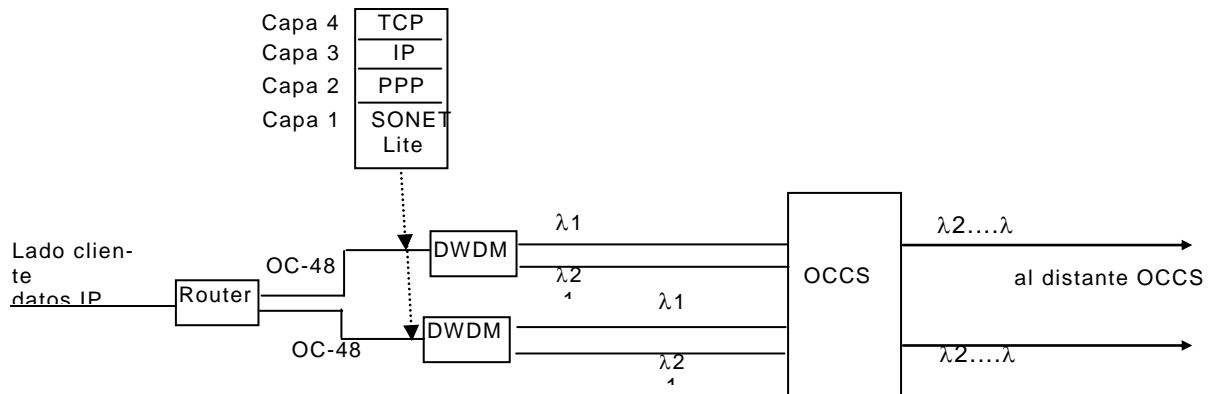 Capa 4 TCP
Capa 3 IP
Capa 2 PPP
Capa 1 SONET
Lite
Lado clien-
te
datos IP
Router
OC-48
OC-48
DWDM
DWDM
λ1
λ2
λ1
λ2
OCCS
λ2....λ
al distante OCCS
λ2....λ